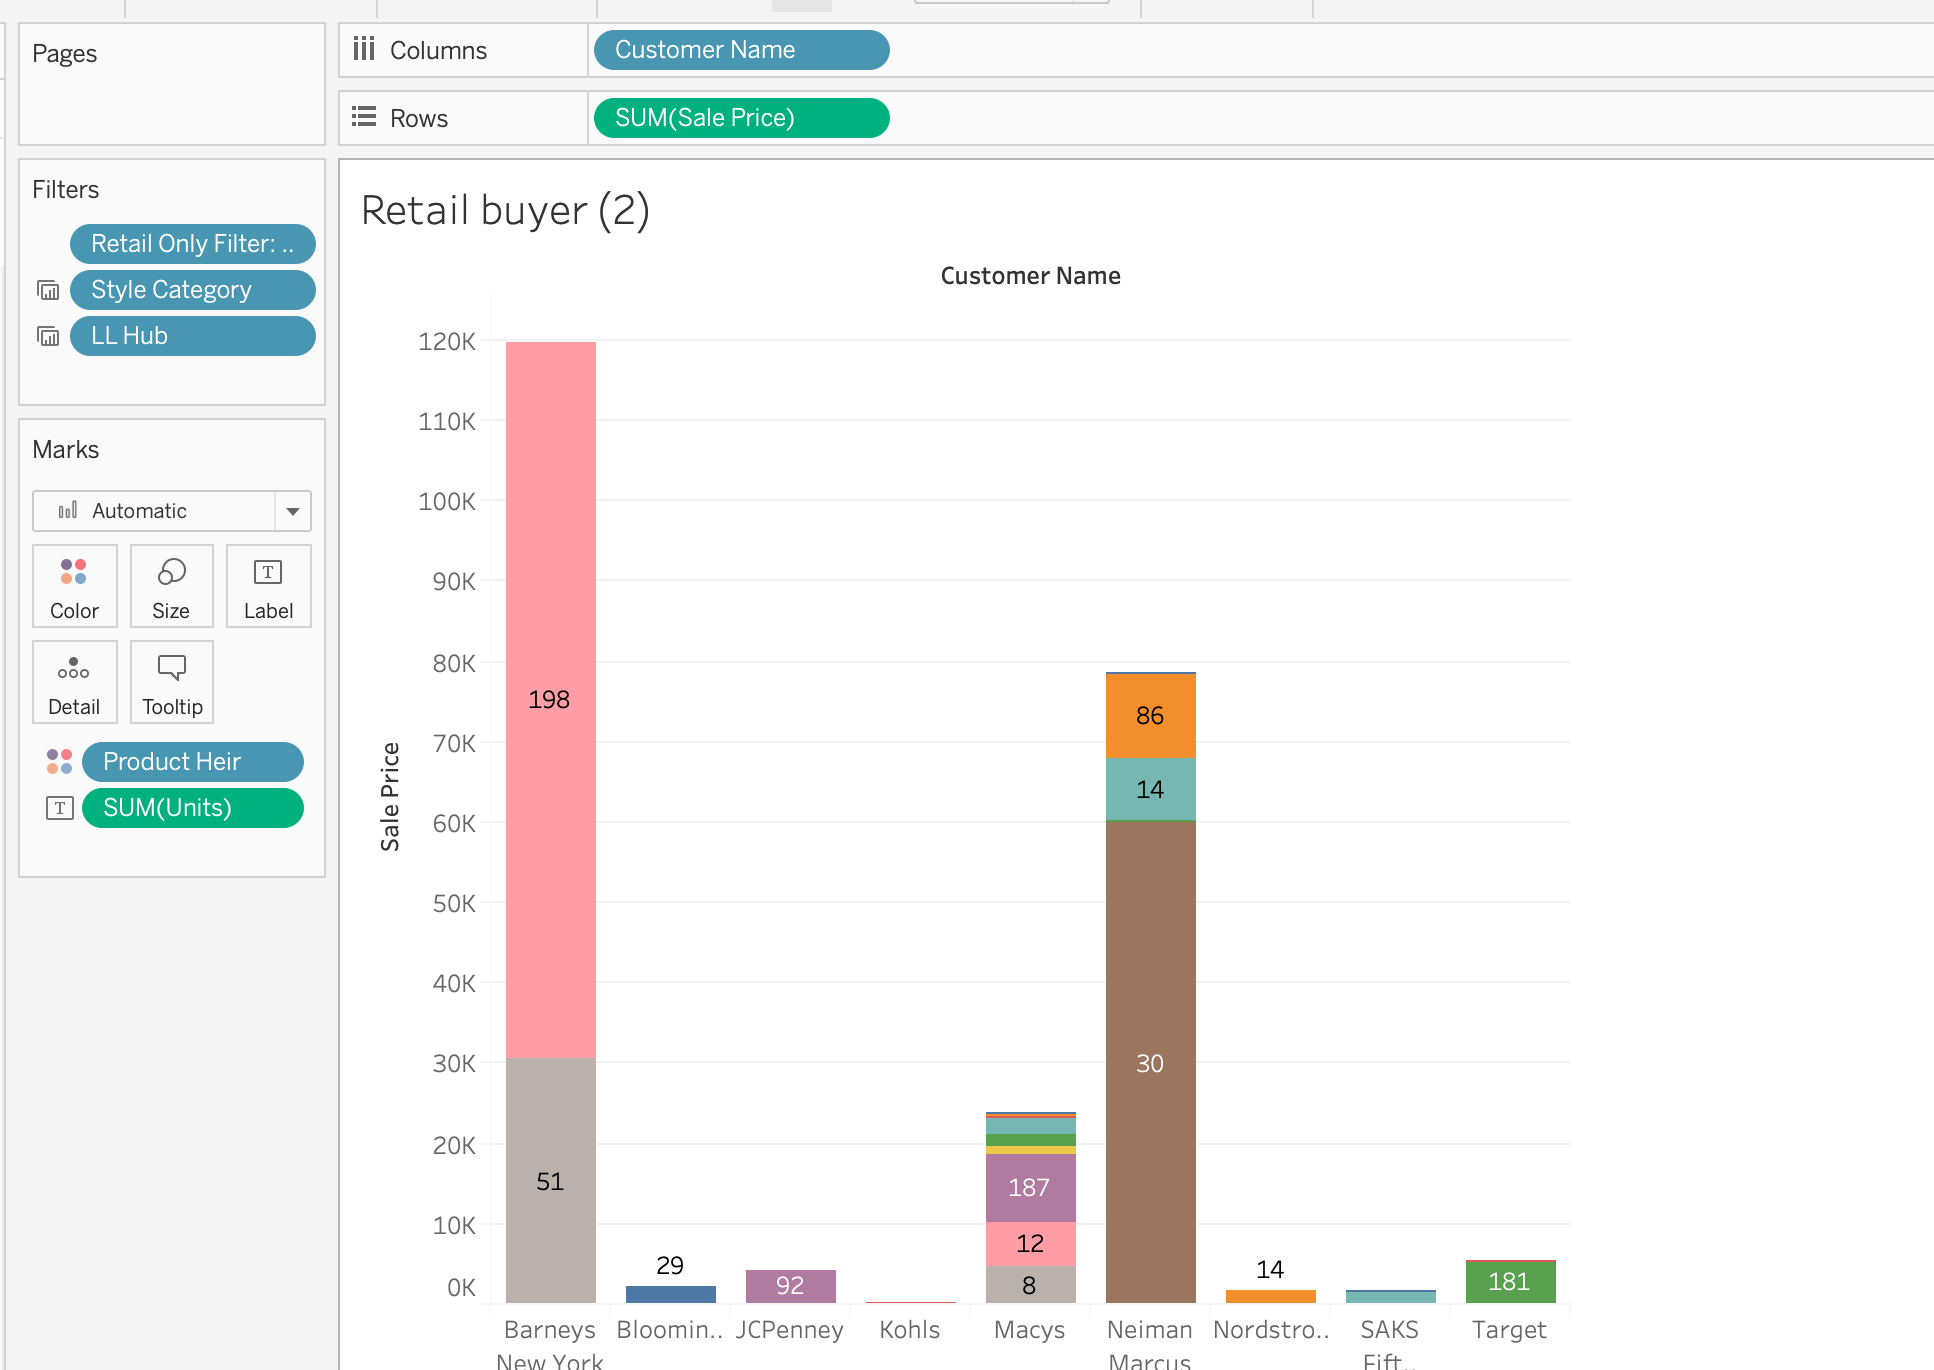 Pages
Columns
Customer Name
Rows
SUM(Sale Price)
Filters
Retail Only Filter: ..
Style Category
LL Hub
Marks
Automatic
Color
Size
T
Label
Detail
Tooltip
Product Heir
T
SUM(Units)
Retail buyer (2)
Customer Name
Sale Price
120K
110K
100K
90K
80K
70K
60K
50K
40K
30K
20K
10K
0K
198
51
29
92
187
12
8
86
14
30
14
181
Barneys
New York
Bloomin..
JCPenney
Kohls
Macys
Neiman
Marcus
Nordstro..
SAKS
Fift..
Target